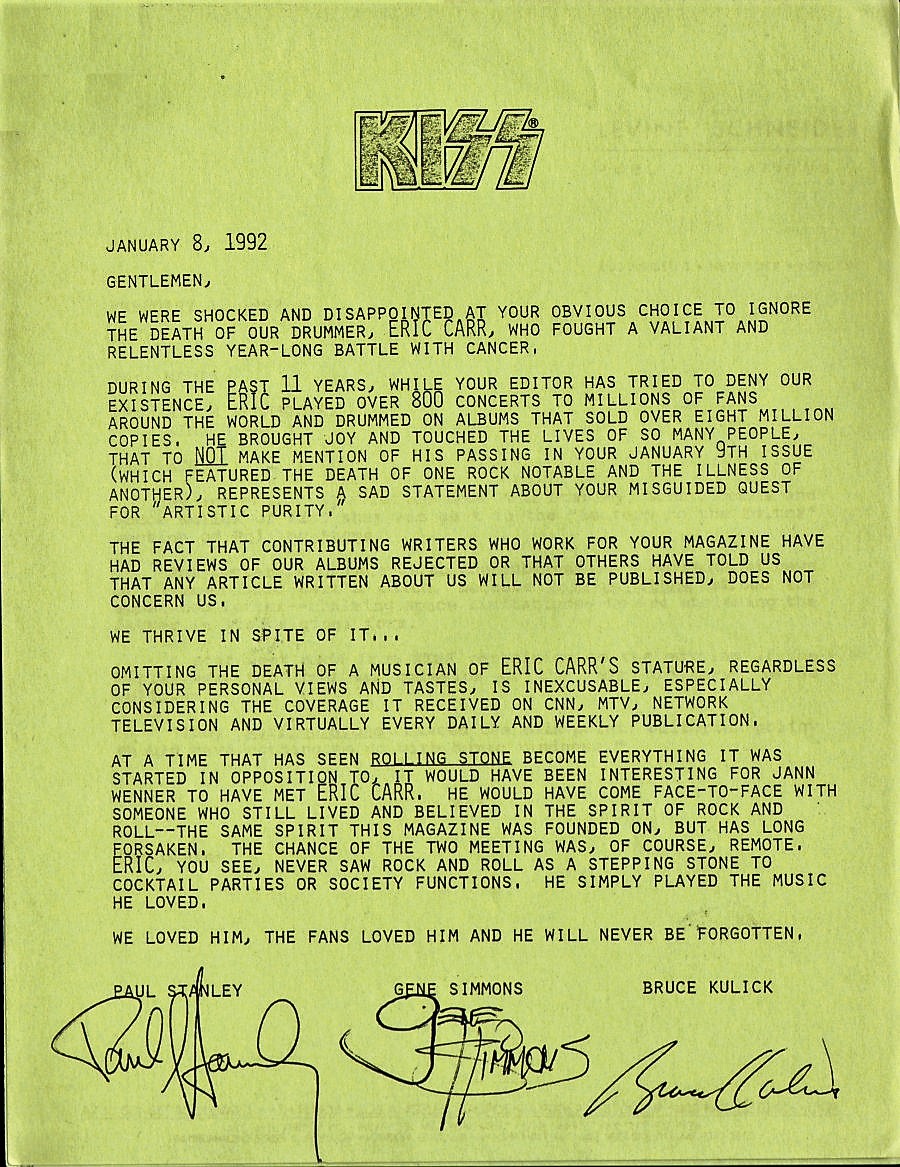 KISS®
JANUARY 8, 1992
GENTLEMEN,
WE WERE SHOCKED AND DISAPPOINTED AT YOUR OBVIOUS CHOICE TO IGNORE
THE DEATH OF OUR DRUMMER, ERIC CARR, WHO FOUGHT A VALIANT AND
RELENTLESS YEAR-LONG BATTLE WITH CANCER.
DURING THE PAST 11 YEARS, WHILE YOUR EDITOR HAS TRIED TO DENY OUR
EXISTENCE, ERIC PLAYED OVER 800 CONCERTS TO MILLIONS OF FANS
AROUND THE WORLD AND DRUMMED ON ALBUMS THAT SOLD OVER EIGHT MILLION
COPIES. HE BROUGHT JOY AND TOUCHED THE LIVES OF SO MANY PEOPLE,
THAT TO NOT MAKE MENTION OF HIS PASSING IN YOUR JANUARY 9TH ISSUE
(WHICH FEATURED THE DEATH OF ONE ROCK NOTABLE AND THE ILLNESS OF
ANOTHER), REPRESENTS A SAD STATEMENT ABOUT YOUR MISGUIDED QUEST
FOR "ARTISTIC PURITY."
THE FACT THAT CONTRIBUTING WRITERS WHO WORK FOR YOUR MAGAZINE HAVE
HAD REVIEWS OF OUR ALBUMS REJECTED OR THAT OTHERS HAVE TOLD US
THAT ANY ARTICLE WRITTEN ABOUT US WILL NOT BE PUBLISHED, DOES NOT
CONCERN US.
WE THRIVE IN SPITE OF IT...
OMITTING THE DEATH OF A MUSICIAN OF ERIC CARR'S STATURE, REGARDLESS
OF YOUR PERSONAL VIEWS AND TASTES, IS INEXCUSABLE, ESPECIALLY
CONSIDERING THE COVERAGE IT RECEIVED ON CNN, MTV, NETWORK
TELEVISION AND VIRTUALLY EVERY DAILY AND WEEKLY PUBLICATION.
AT A TIME THAT HAS SEEN ROLLING STONE BECOME EVERYTHING IT WAS
STARTED IN OPPOSITION TO, IT WOULD HAVE BEEN INTERESTING FOR JANN
WENNER TO HAVE MET ERIC CARR. HE WOULD HAVE COME FACE-TO-FACE WITH
SOMEONE WHO STILL LIVED AND BELIEVED IN THE SPIRIT OF ROCK AND
ROLL--THE SAME SPIRIT THIS MAGAZINE WAS FOUNDED ON, BUT HAS LONG
FORSAKEN. THE CHANCE OF THE TWO MEETING WAS, OF COURSE, REMOTE.
ERIC, YOU SEE, NEVER SAW ROCK AND ROLL AS A STEPPING STONE TO
COCKTAIL PARTIES OR SOCIETY FUNCTIONS. HE SIMPLY PLAYED THE MUSIC
HE LOVED.
WE LOVED HIM, THE FANS LOVED HIM AND HE WILL NEVER BE FORGOTTEN.
PAUL STANLEY GENE SIMMONS BRUCE KULICK
Paul Stanley Gene Simmons Bruce Kulick